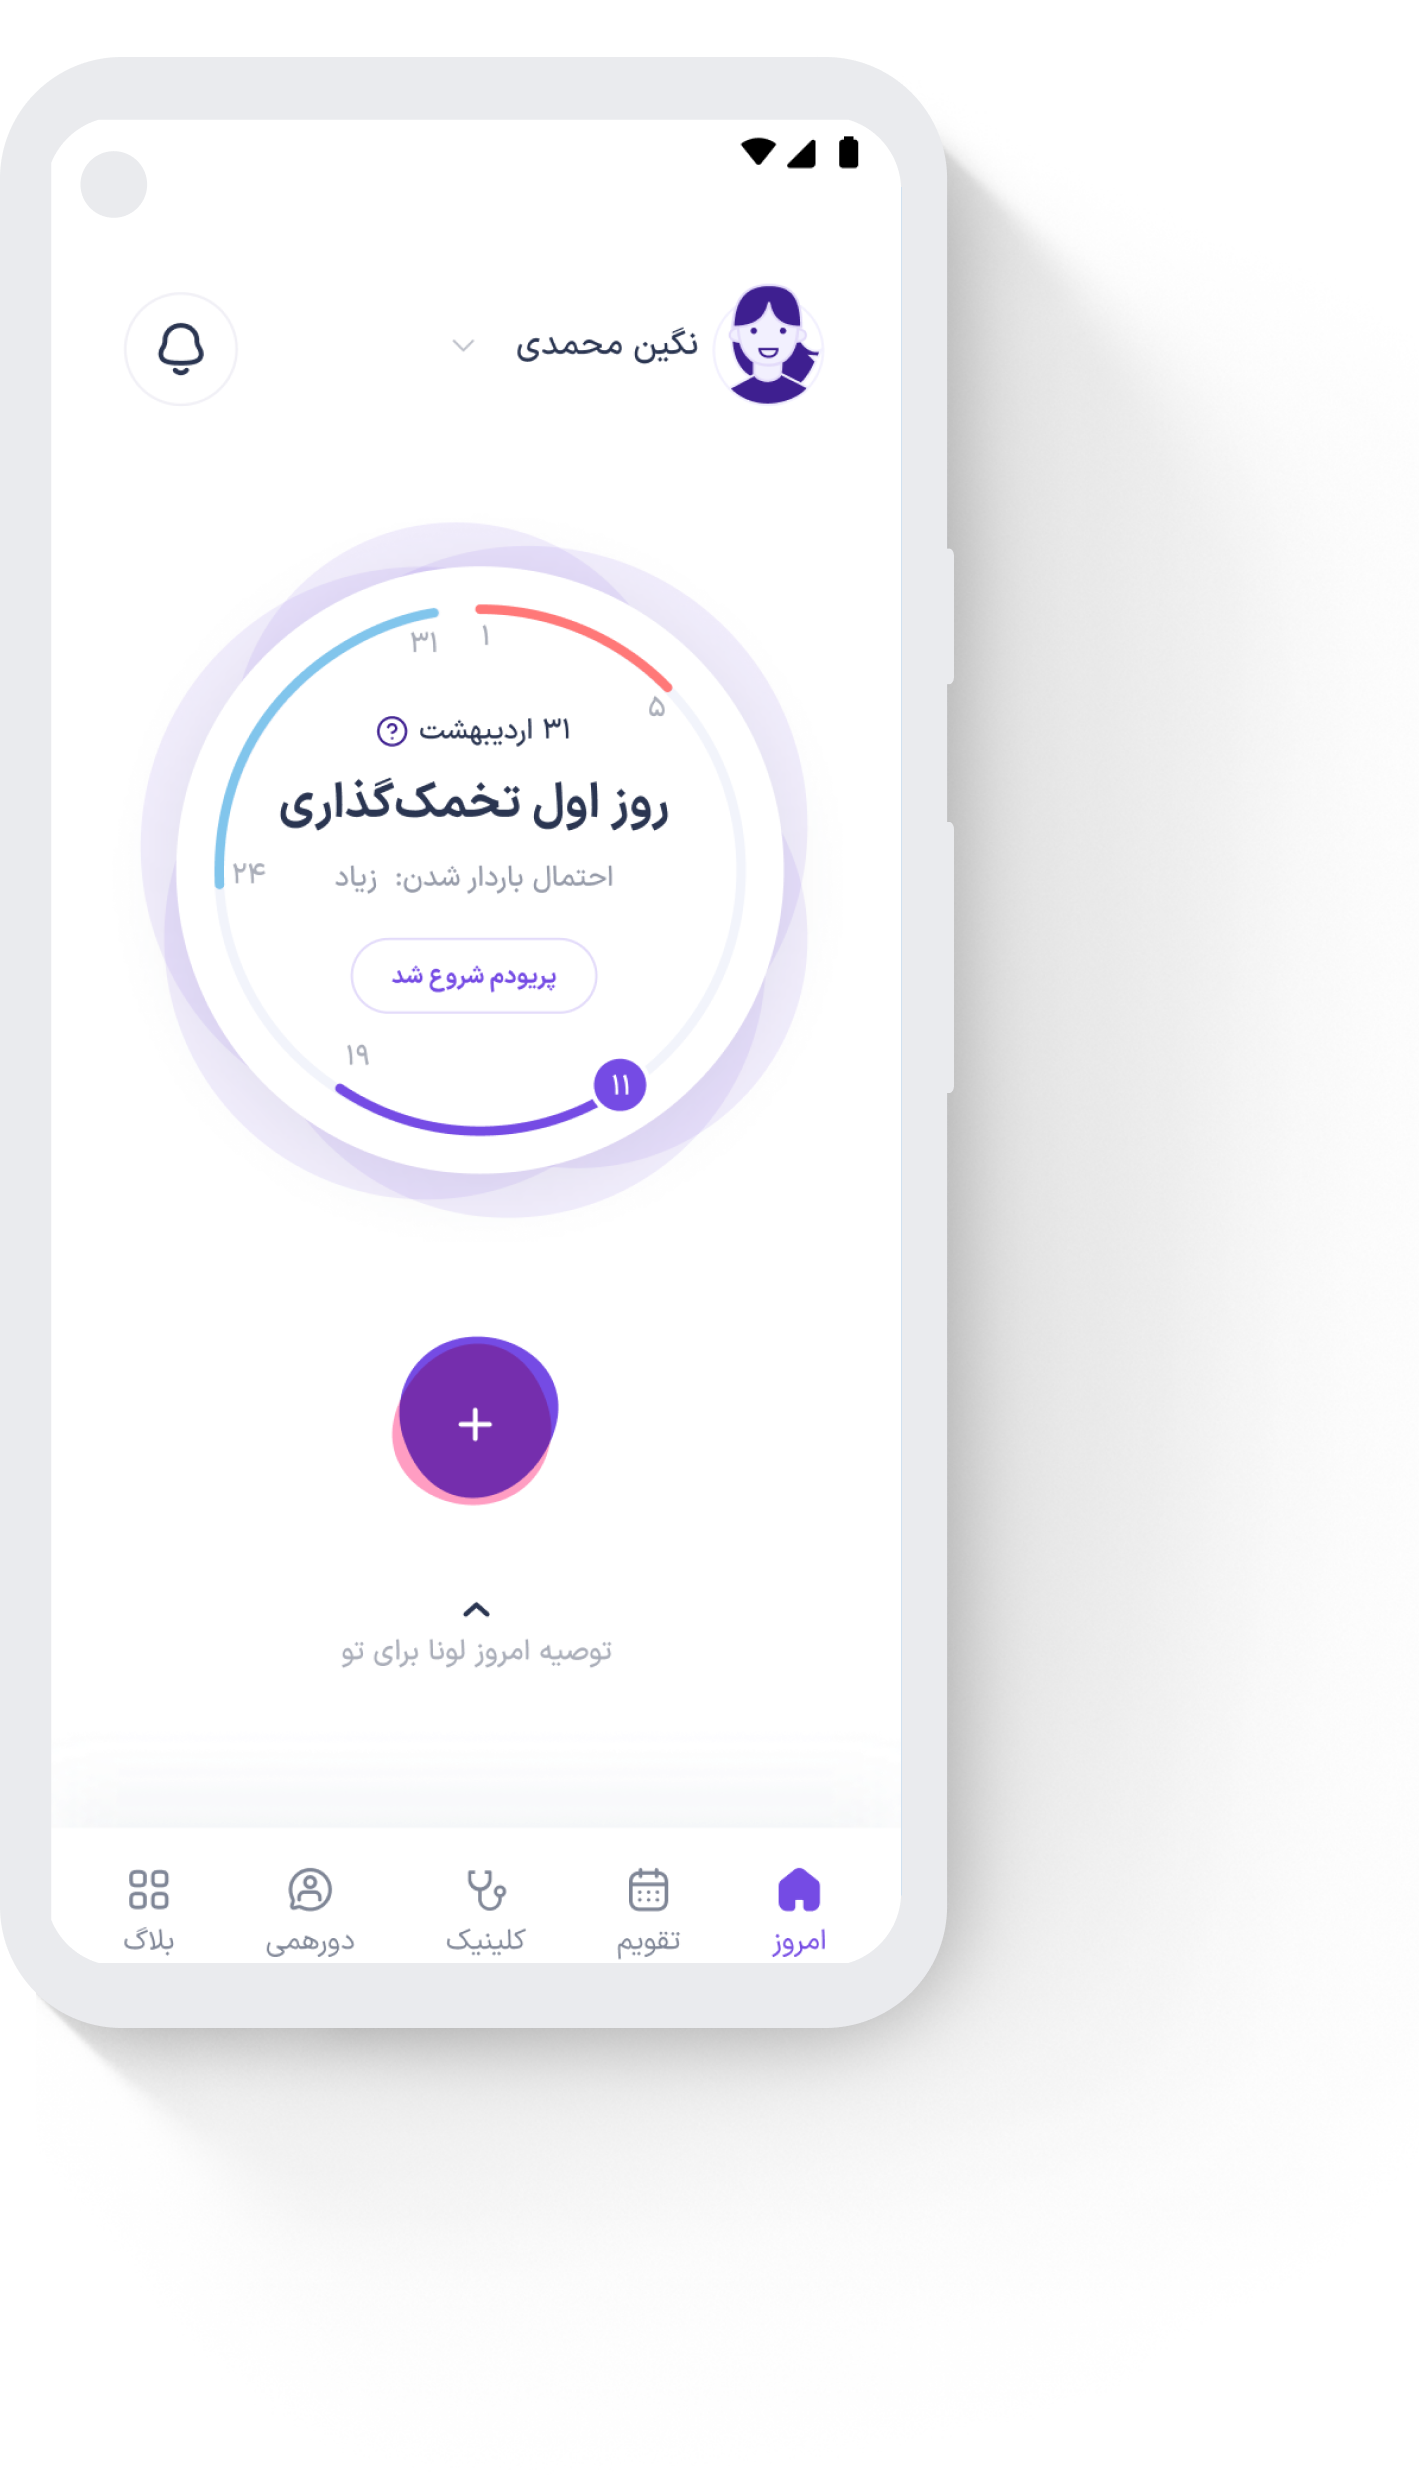 نگین محمدی
۳۱ ۱
۵
۳۱ اردیبهشت
روز اول تخمک‌گذاری
۲۴
احتمال باردار شدن: زیاد
پریودم شروع شد
۱۹
۱۱
توصیه امروز لونا برای تو
امروز تقویم کلینیک دورهمی بلاگ